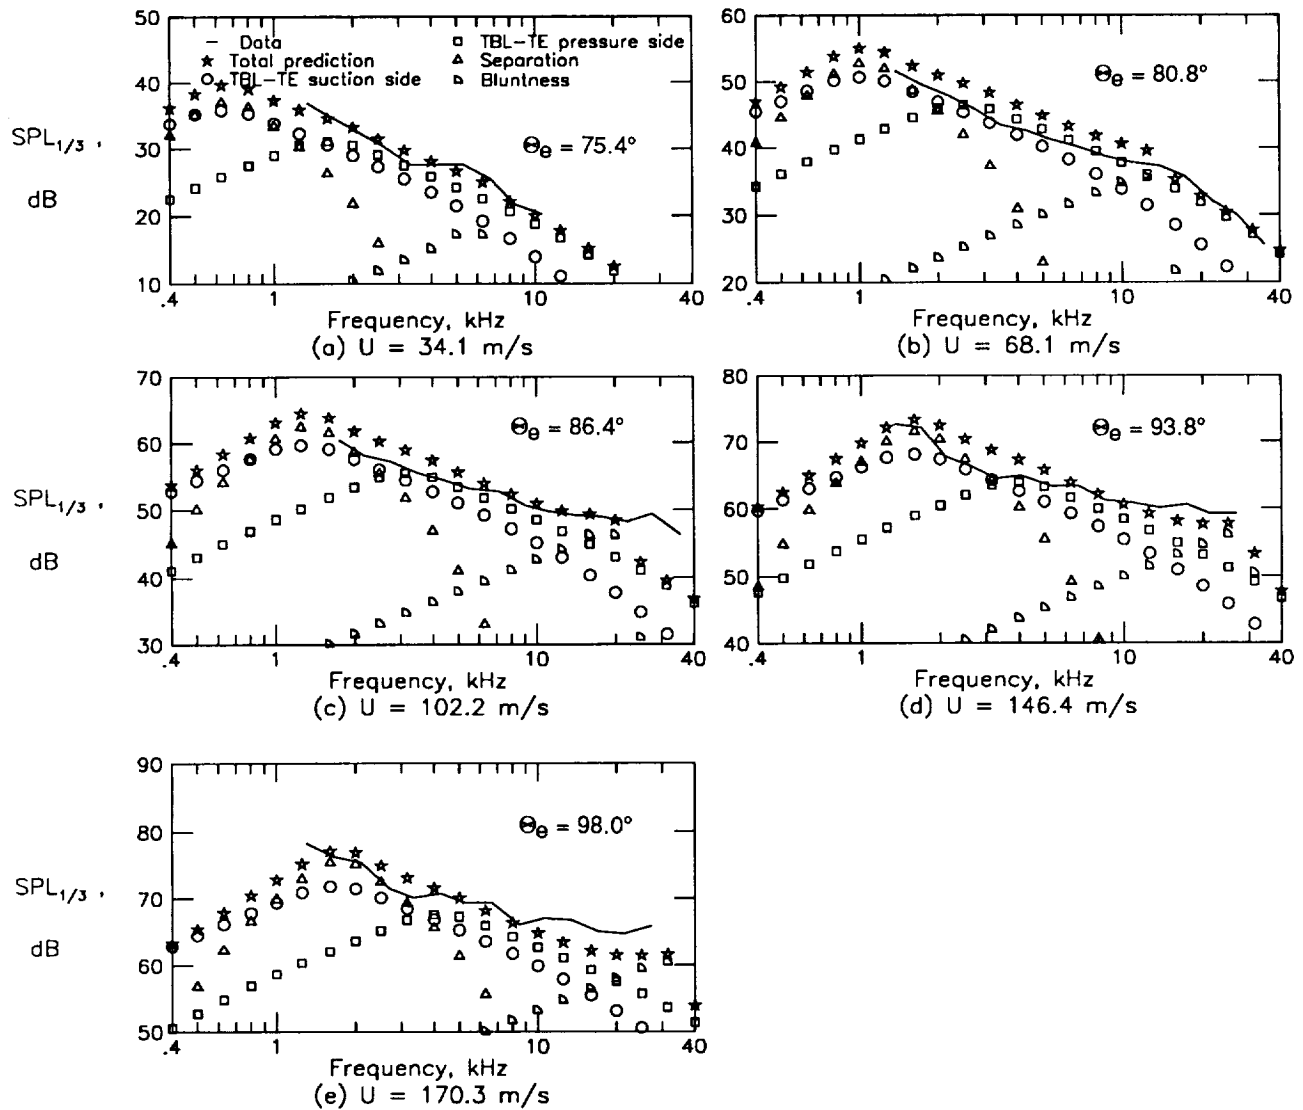 50
40
30
20
10
SPL1/3 ,
dB
— Data
☆ Total prediction
○ TBL–TE suction side
□ TBL–TE pressure side
△ Separation
Bluntness
Θe = 75.4°
.4 1 10 40
Frequency, kHz
(a) U = 34.1 m/s
60
50
40
30
20
Θe = 80.8°
.4 1 10 40
Frequency, kHz
(b) U = 68.1 m/s
70
60
50
40
30
SPL1/3 ,
dB
Θe = 86.4°
.4 1 10 40
Frequency, kHz
(c) U = 102.2 m/s
80
70
60
50
40
Θe = 93.8°
.4 1 10 40
Frequency, kHz
(d) U = 146.4 m/s
90
80
70
60
50
SPL1/3 ,
dB
Θe = 98.0°
.4 1 10 40
Frequency, kHz
(e) U = 170.3 m/s